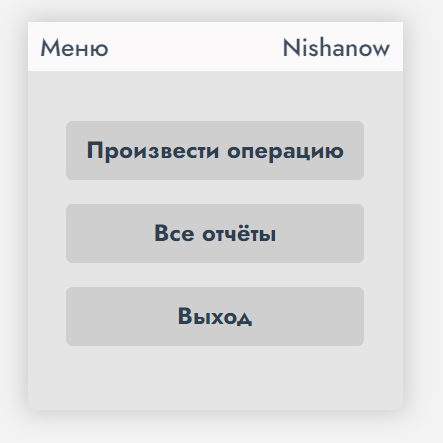 Меню Nishanow
Произвести операцию
Все отчёты
Выход